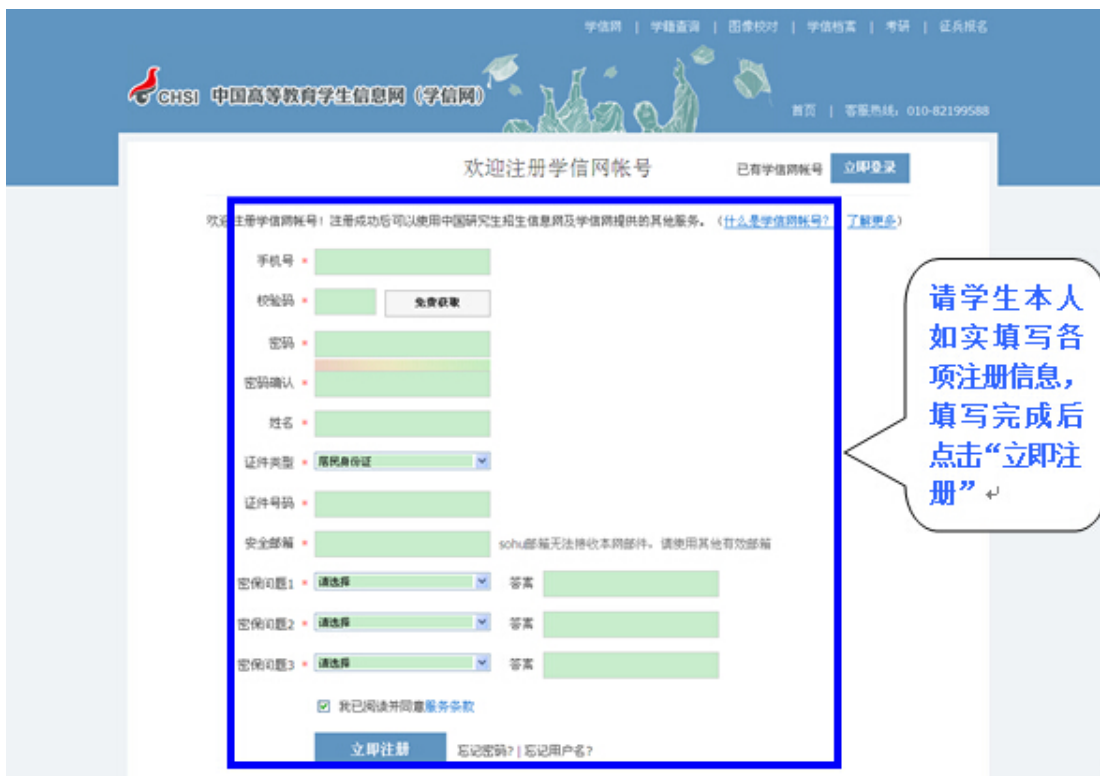 学信网 | 学籍查询 | 图像校对 | 学信档案 | 考研 | 征兵报名
CHSI 中国高等教育学生信息网（学信网）
首页 | 客服热线：010-82199588
欢迎注册学信网帐号
已有学信网帐号 立即登录
欢迎注册学信网帐号！注册成功后可以使用中国研究生招生信息网及学信网提供的其他服务。（什么是学信网帐号？ 了解更多）
手机号 *
校验码 * 免费获取
密码 *
密码确认 *
姓名 *
证件类型 * 居民身份证
证件号码 *
安全邮箱 * sohu邮箱无法接收本网邮件，请使用其他有效邮箱
密保问题1 * 请选择 答案
密保问题2 * 请选择 答案
密保问题3 * 请选择 答案
我已阅读并同意服务条款
立即注册 忘记密码? | 忘记用户名?
请学生本人
如实填写各
项注册信息，
填写完成后
点击“立即注
册”